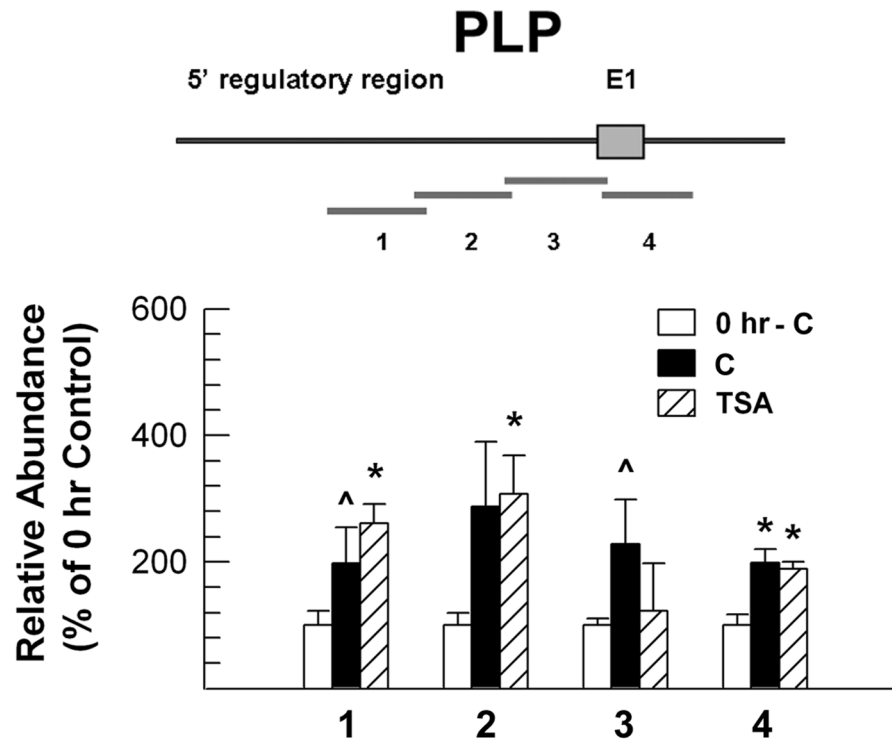 PLP
5' regulatory region E1
1 2 3 4
Relative Abundance
(% of 0 hr Control)
600
400
200
0 hr - C
C
TSA
^ * * ^ * *
1 2 3 4